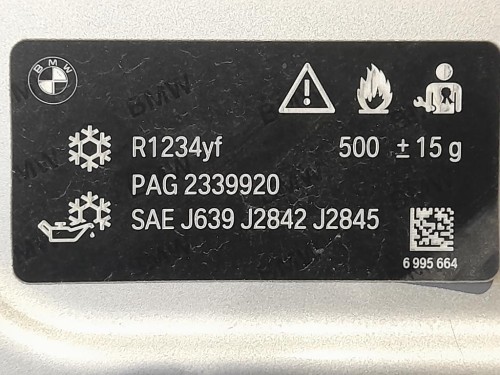 BMW
R1234yf 500 ± 15 g
PAG 2339920
SAE J639 J2842 J2845
6 995 664